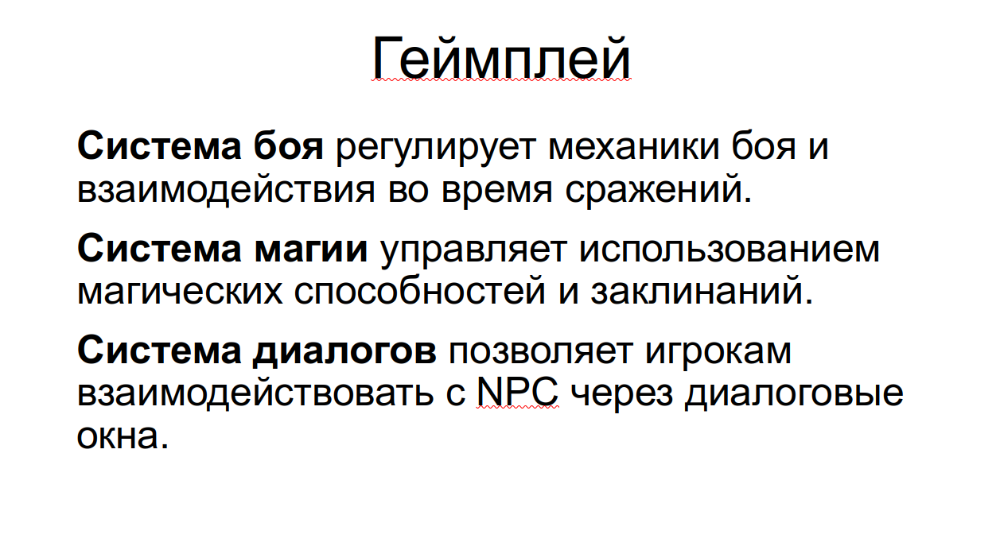 Геймплей
Система боя регулирует механики боя и
взаимодействия во время сражений.
Система магии управляет использованием
магических способностей и заклинаний.
Система диалогов позволяет игрокам
взаимодействовать с NPC через диалоговые
окна.